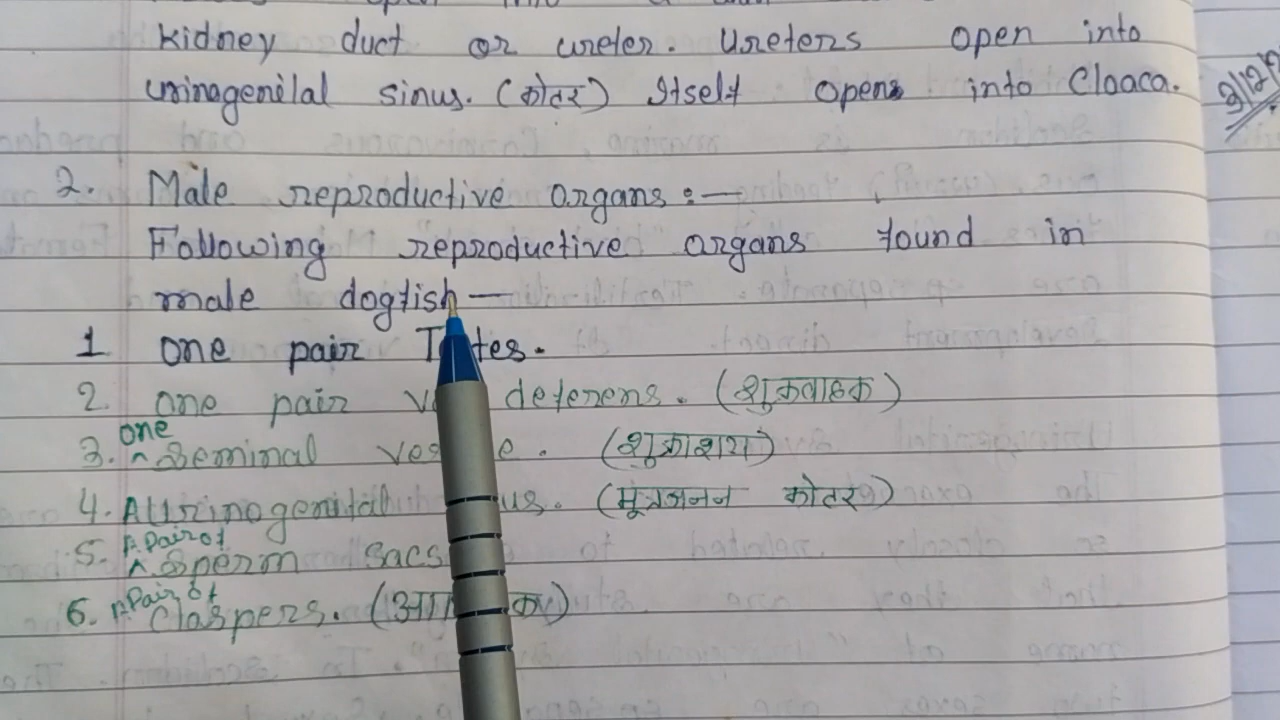 kidney duct or ureter. Ureters open into
urinogenital sinus. (कोटर) Itself opens into Cloaca.
2. Male reproductive organs :—
Following reproductive organs found in
male dogfish —
1 one pair
2. one pair deferens. (शुक्रवाहक)
3. one Seminal (शुक्राशय)
4. A Urinogenital (मूत्रजनन कोटर)
5. A Pair of Sperm sacs
6. A Pair of Claspers.